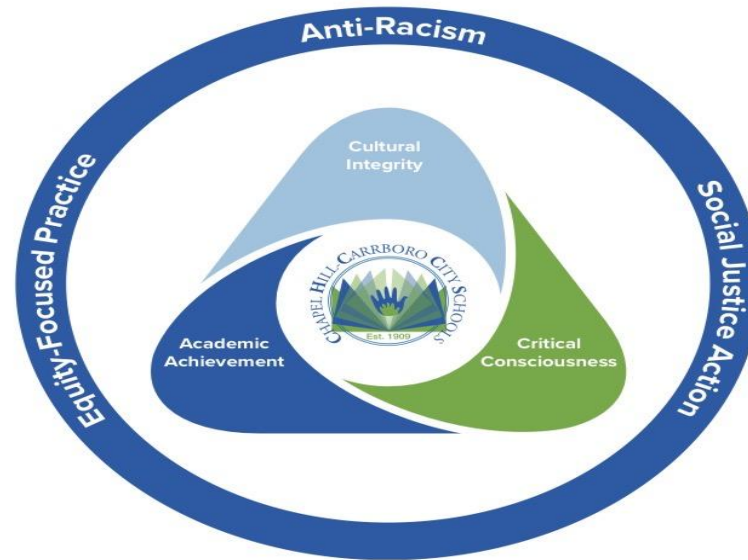 Anti-Racism
Equity-Focused Practice
Social Justice Action
Cultural
Integrity
Academic
Achievement
Critical
Consciousness
CHAPEL HILL-CARRBORO CITY SCHOOLS
Est. 1909